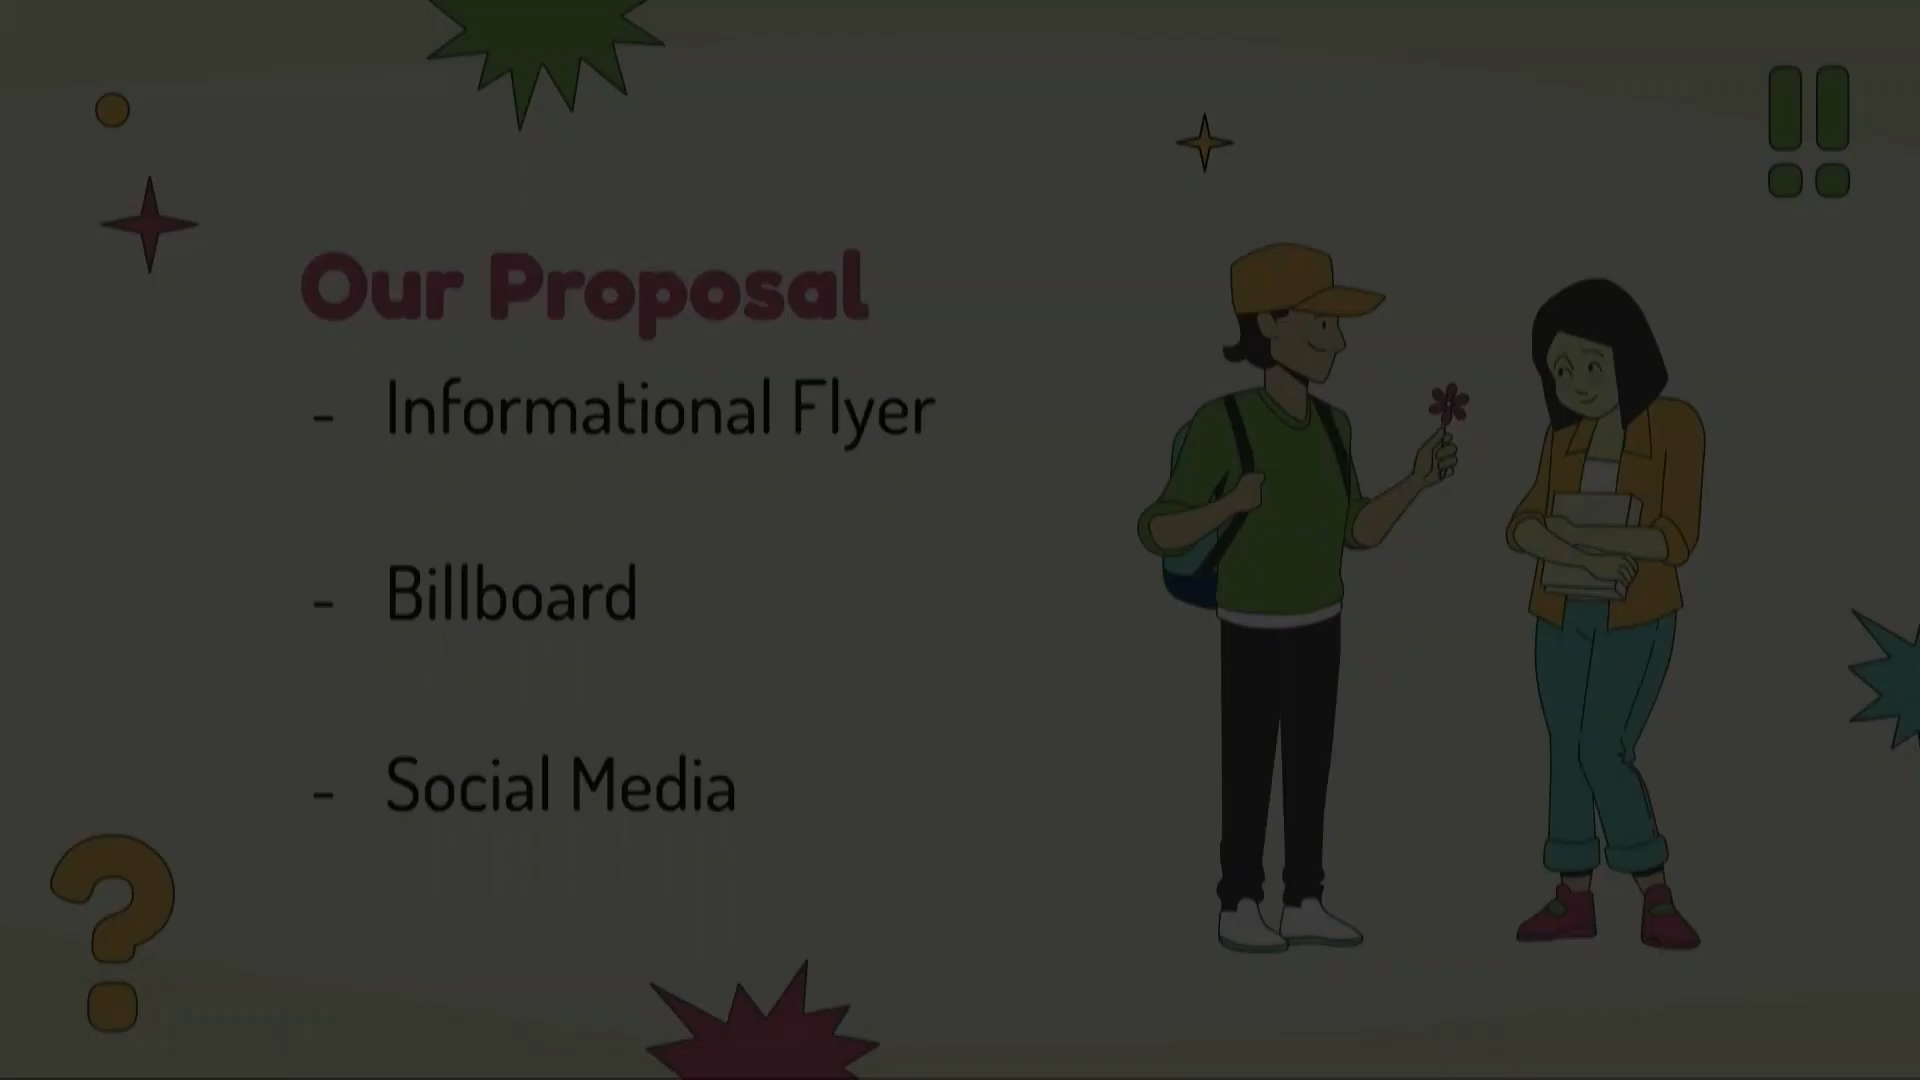 Our Proposal
- Informational Flyer
- Billboard
- Social Media